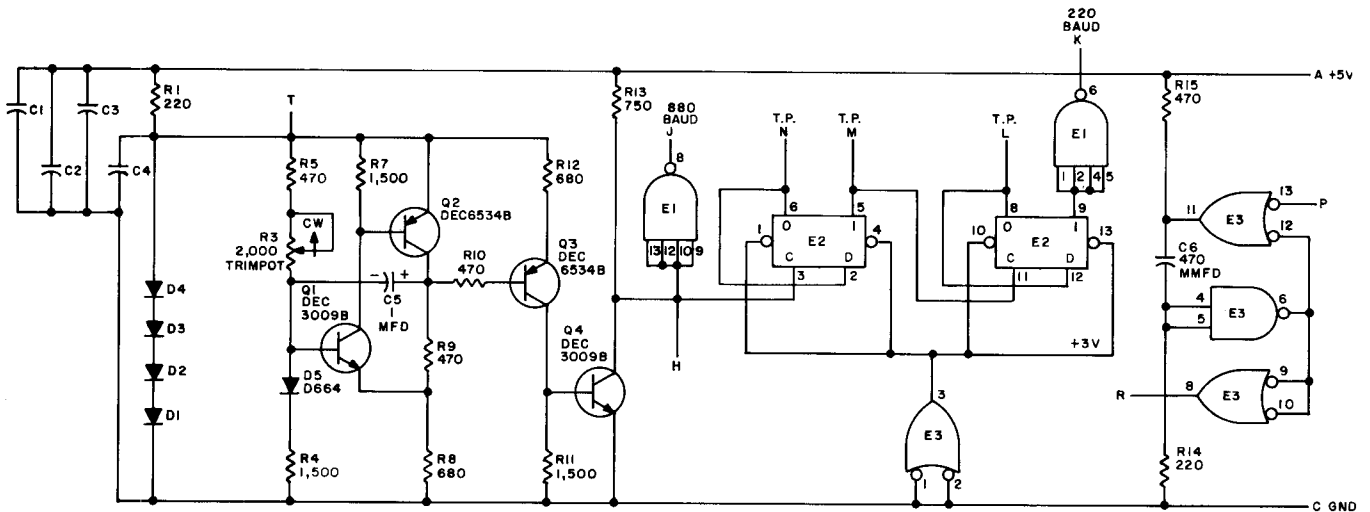 220
BAUD
K
A +5V
C1
C2
C3
C4
R1
220
T
R5
470
CW
R3
2,000
TRIMPOT
R7
1,500
Q2
DEC6534B
R12
680
Q3
DEC
6534B
R10
470
− +
C5
1
MFD
Q1
DEC
3009B
R9
470
Q4
DEC
3009B
D4
D3
D2
D1
D5
D664
R4
1,500
R8
680
R11
1,500
R13
750
880
BAUD
J
8
E1
13 12 10 9
H
T.P.
N
T.P.
M
6 5
O I
1 E2 4
C D
3 2
T.P.
L
8 9
O I
10 E2 13
C D
11 12
6
E1
1 2 4 5
+3V
3
E3
1 2
R15
470
11 E3 13
12
P
C6
470
MMFD
4
5
E3
6
R 8 E3 9
10
R14
220
C GND